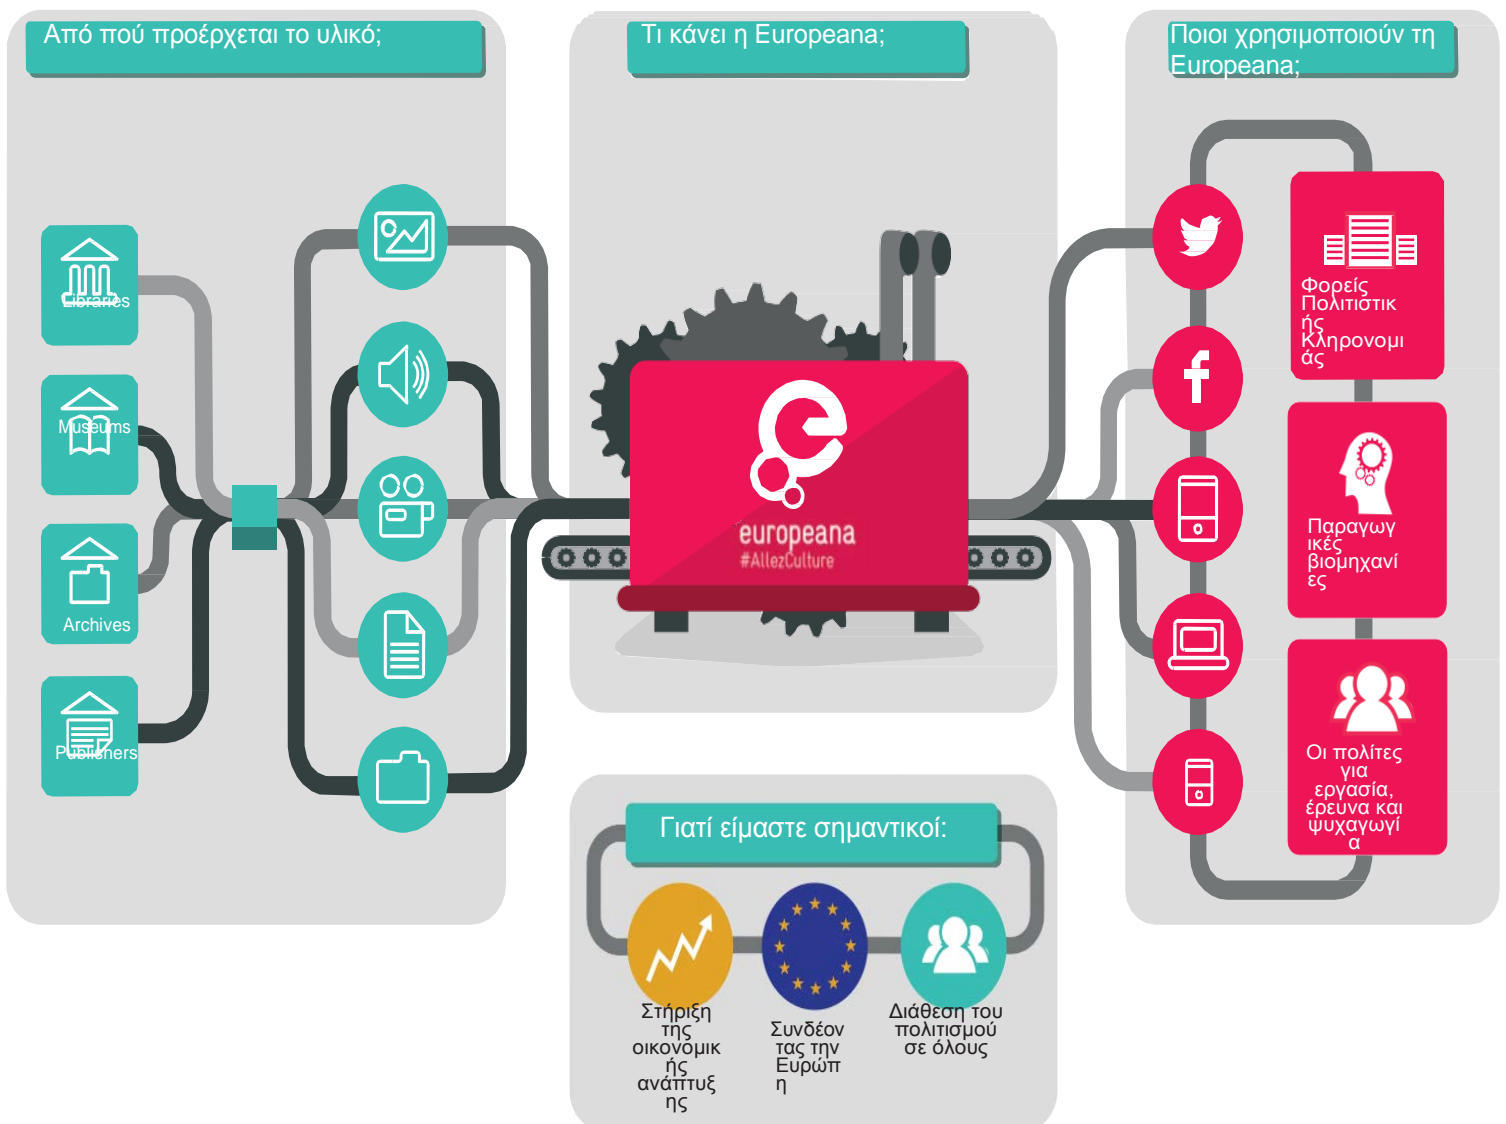 Από πού προέρχεται το υλικό;
Libraries
Museums
Archives
Publishers
Τι κάνει η Europeana;
europeana
#AllezCulture
Ποιοι χρησιμοποιούν τη
Europeana;
Φορείς
Πολιτιστικ
ής
Κληρονομι
άς
Παραγωγ
ικές
βιομηχανί
ες
Οι πολίτες
για
εργασία,
έρευνα και
ψυχαγωγί
α
Γιατί είμαστε σημαντικοί:
Στήριξη
της
οικονομικ
ής
ανάπτυξ
ης
Συνδέον
τας την
Ευρώπ
η
Διάθεση του
πολιτισμού
σε όλους